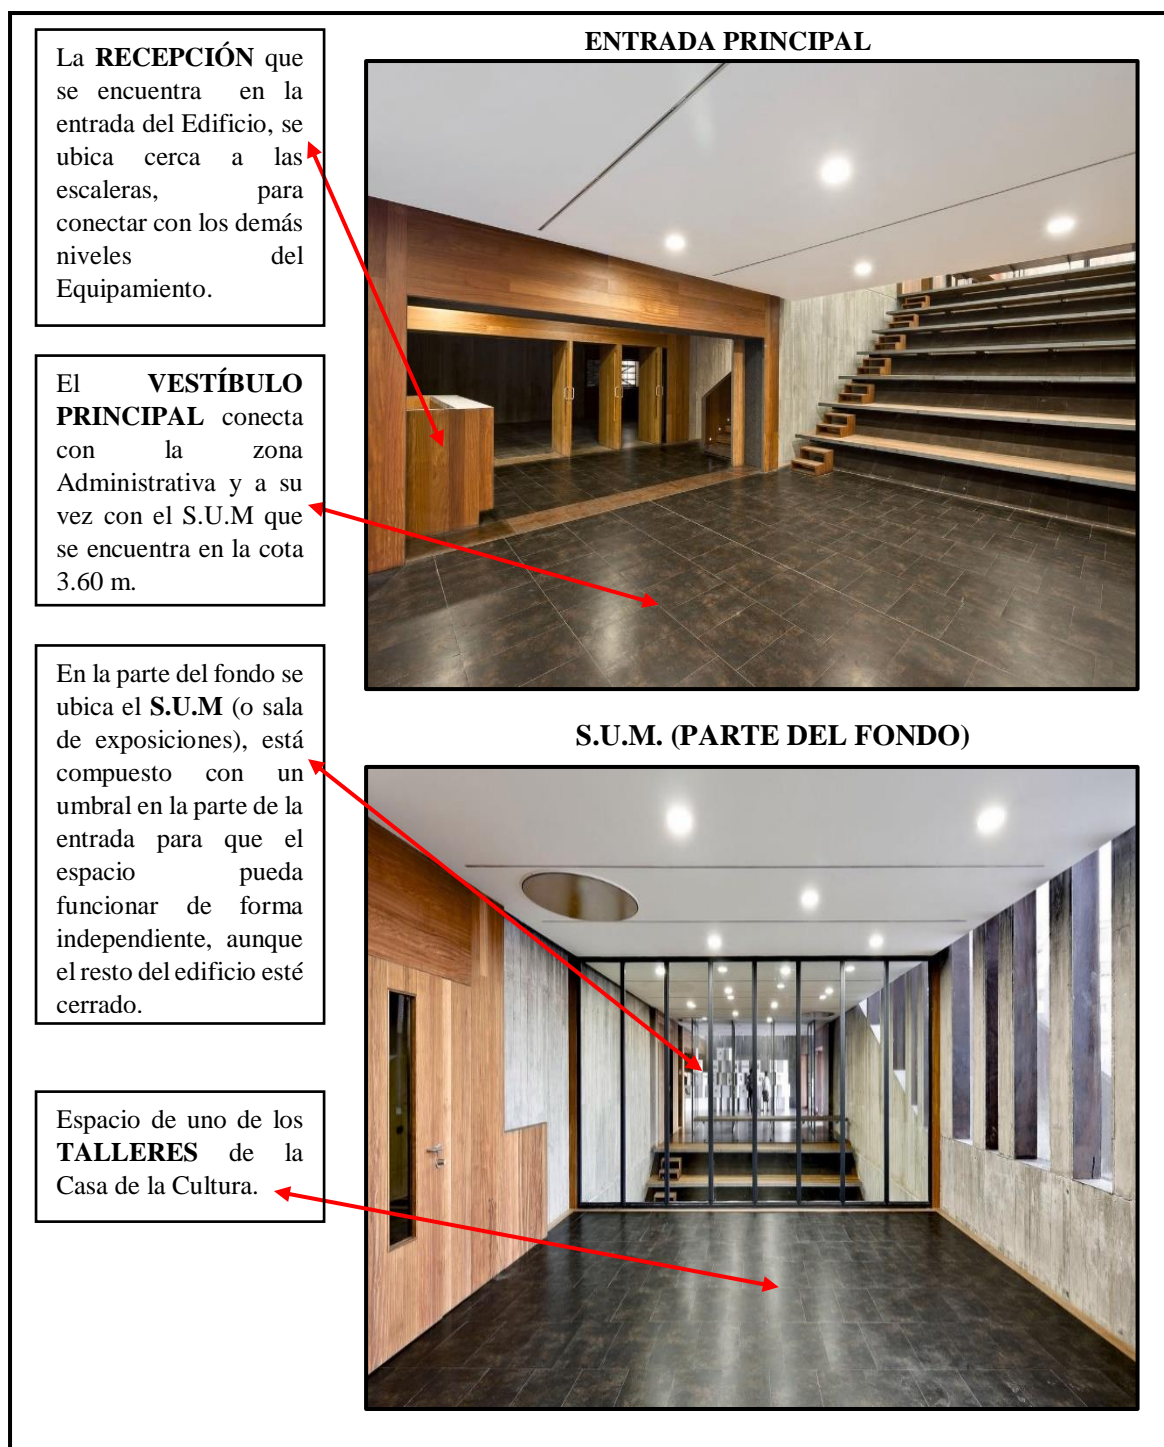 La RECEPCIÓN que
se encuentra en la
entrada del Edificio, se
ubica cerca a las
escaleras, para
conectar con los demás
niveles del
Equipamiento.
ENTRADA PRINCIPAL
El VESTÍBULO
PRINCIPAL conecta
con la zona
Administrativa y a su
vez con el S.U.M que
se encuentra en la cota
3.60 m.
En la parte del fondo se
ubica el S.U.M (o sala
de exposiciones), está
compuesto con un
umbral en la parte de la
entrada para que el
espacio pueda
funcionar de forma
independiente, aunque
el resto del edificio esté
cerrado.
S.U.M. (PARTE DEL FONDO)
Espacio de uno de los
TALLERES de la
Casa de la Cultura.